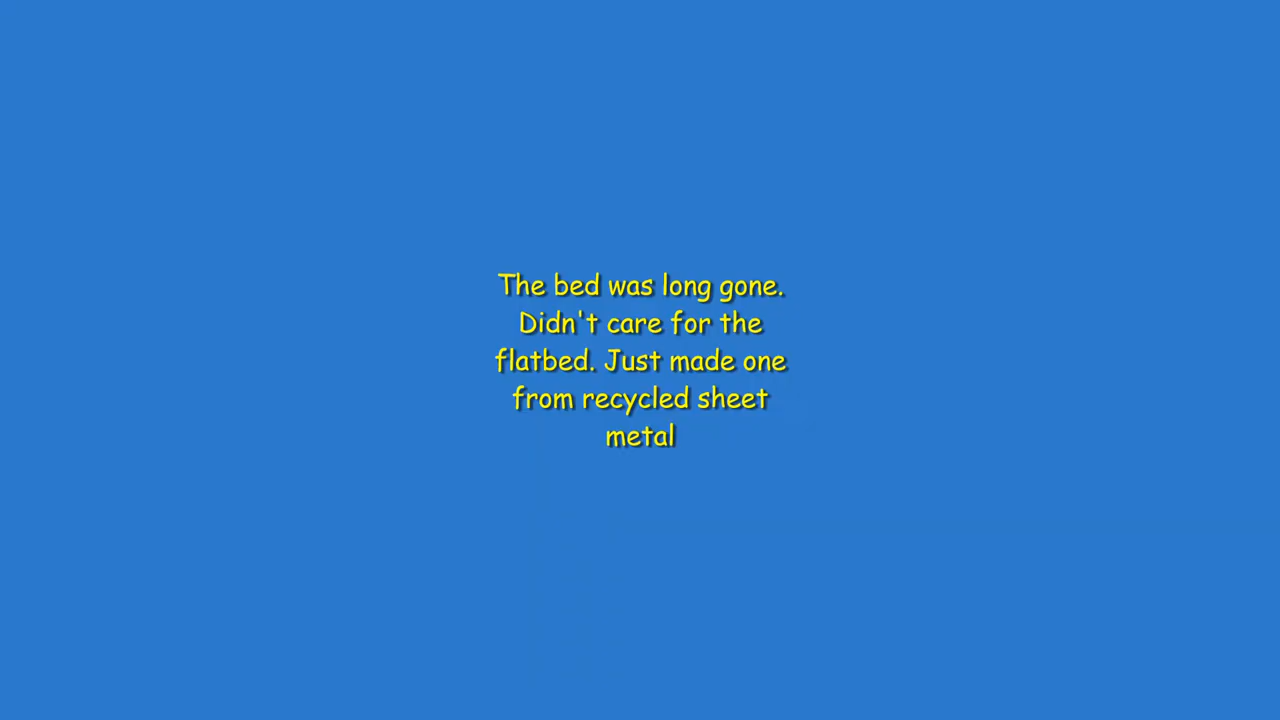 The bed was long gone.
Didn't care for the
flatbed. Just made one
from recycled sheet
metal